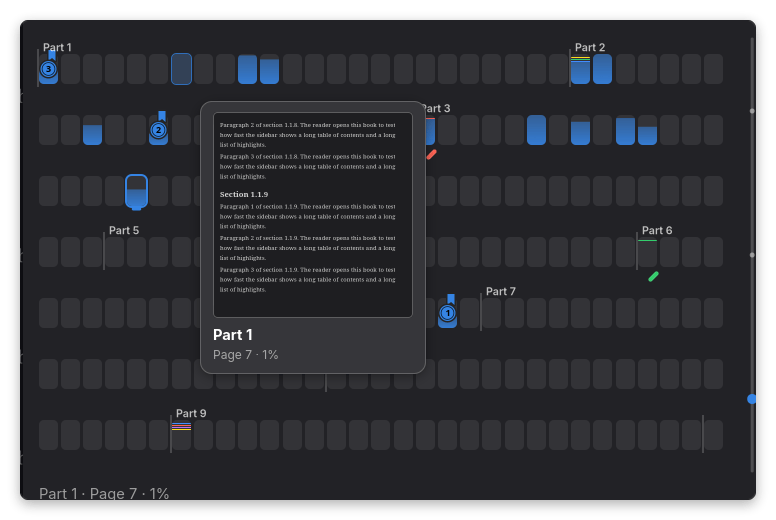 Part 1
Part 2
3
Part 3
2
Paragraph 2 of section 1.1.8. The reader opens this book to test
how fast the sidebar shows a long table of contents and a long
list of highlights.
Paragraph 3 of section 1.1.8. The reader opens this book to test
how fast the sidebar shows a long table of contents and a long
list of highlights.
Section 1.1.9
Paragraph 1 of section 1.1.9. The reader opens this book to test
how fast the sidebar shows a long table of contents and a long
list of highlights.
Paragraph 2 of section 1.1.9. The reader opens this book to test
how fast the sidebar shows a long table of contents and a long
list of highlights.
Paragraph 3 of section 1.1.9. The reader opens this book to test
how fast the sidebar shows a long table of contents and a long
list of highlights.
Part 1
Page 7 · 1%
Part 5
Part 6
Part 7
1
Part 9
Part 1 · Page 7 · 1%